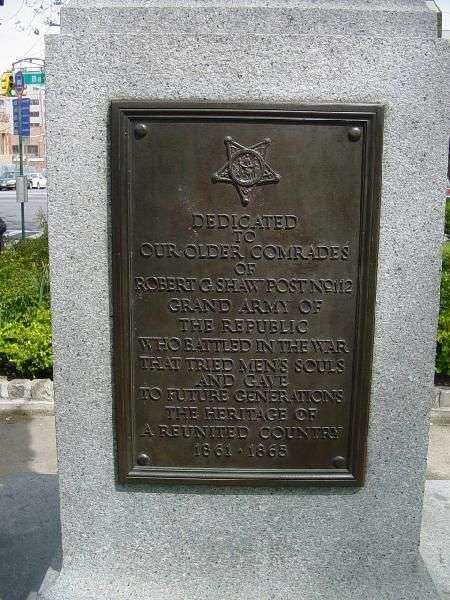 Ba
DEDICATED
TO
OUR OLDER COMRADES
OF
ROBERT G. SHAW POST NO. 112
GRAND ARMY OF
THE REPUBLIC
WHO BATTLED IN THE WAR
THAT TRIED MEN'S SOULS
AND GAVE
TO FUTURE GENERATIONS
THE HERITAGE OF
A REUNITED COUNTRY
1861 · 1865